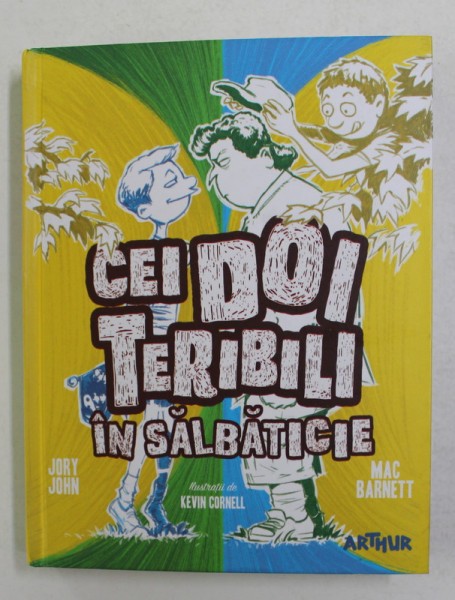 CEI DOI
TERIBILI
ÎN SĂLBĂTICIE
JORY
JOHN
Ilustrații de
KEVIN CORNELL
MAC
BARNETT
ARTHUR